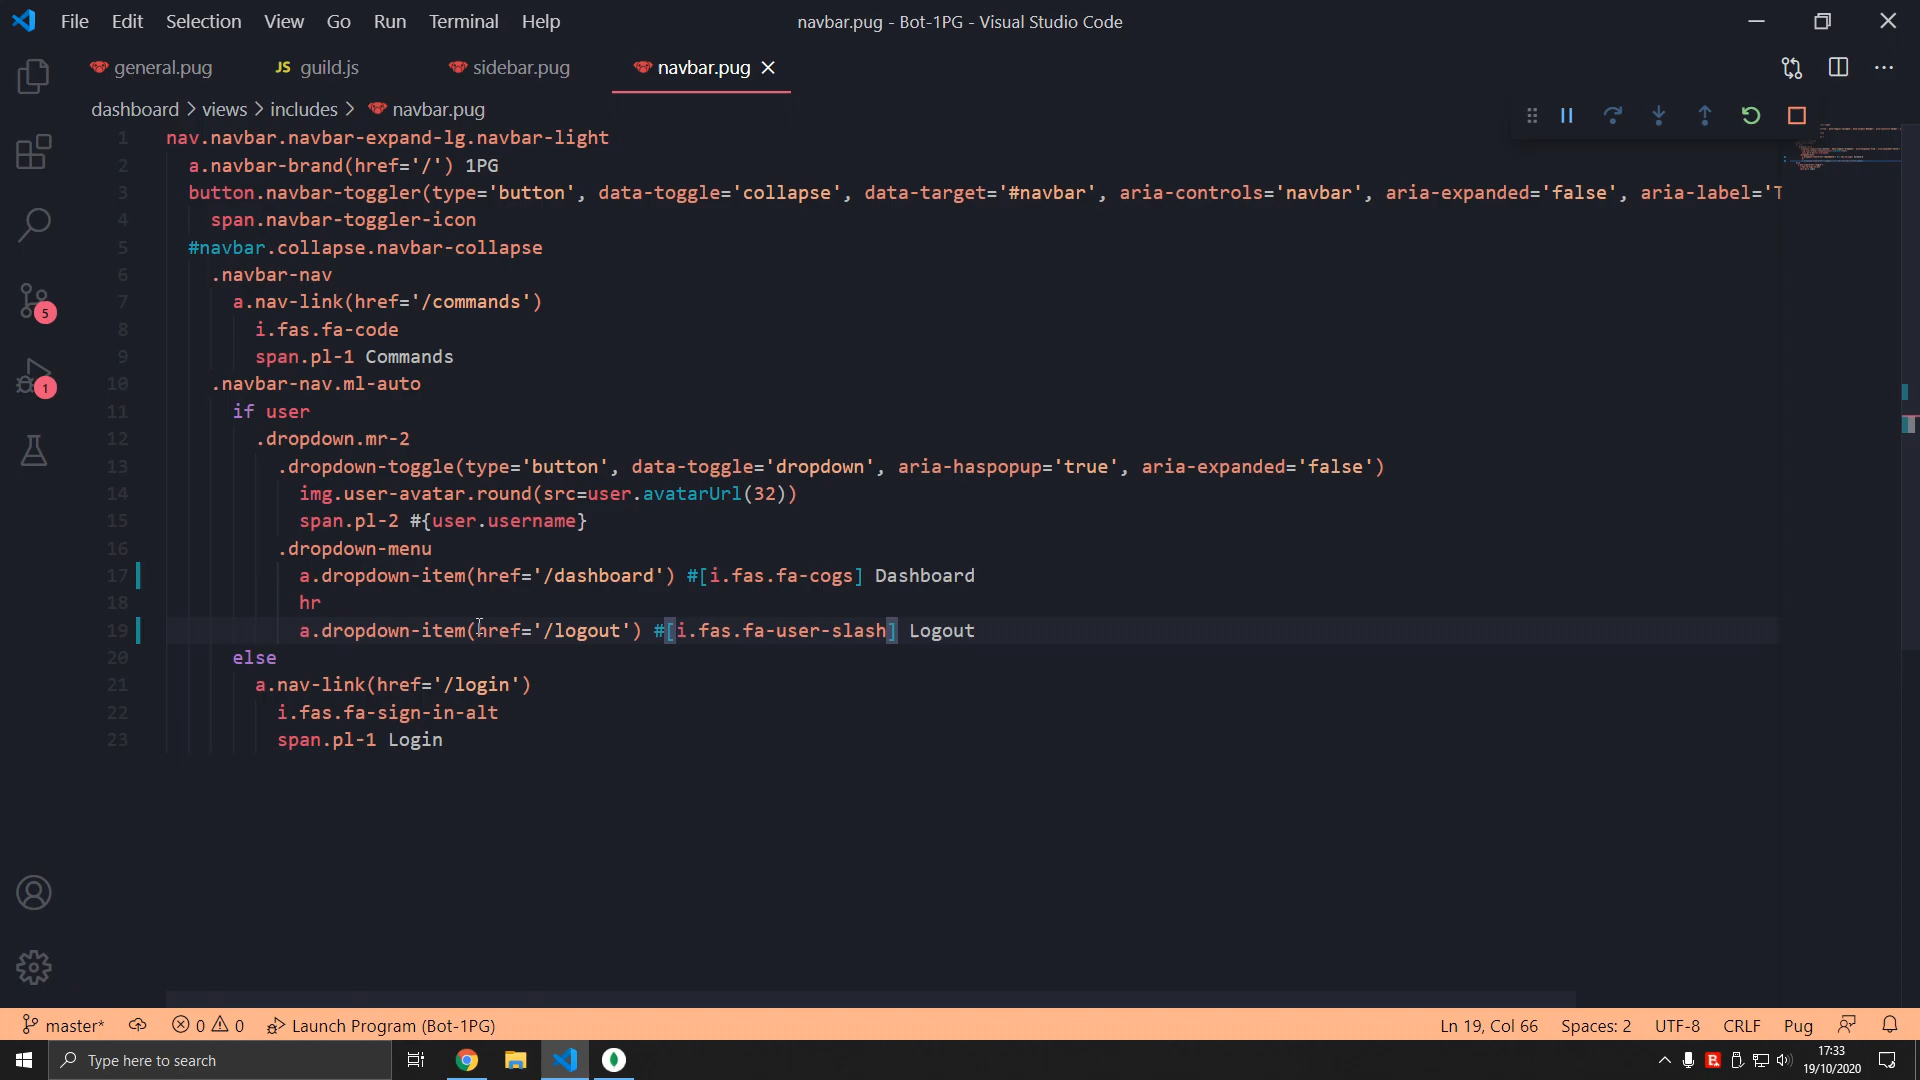 File Edit Selection View Go Run Terminal Help
navbar.pug - Bot-1PG - Visual Studio Code
general.pug
JS guild.js
sidebar.pug
navbar.pug
dashboard > views > includes > navbar.pug
1 nav.navbar.navbar-expand-lg.navbar-light
2 a.navbar-brand(href='/') 1PG
3 button.navbar-toggler(type='button', data-toggle='collapse', data-target='#navbar', aria-controls='navbar', aria-expanded='false', aria-label='T
4 span.navbar-toggler-icon
5 #navbar.collapse.navbar-collapse
6 .navbar-nav
7 a.nav-link(href='/commands')
8 i.fas.fa-code
9 span.pl-1 Commands
10 .navbar-nav.ml-auto
11 if user
12 .dropdown.mr-2
13 .dropdown-toggle(type='button', data-toggle='dropdown', aria-haspopup='true', aria-expanded='false')
14 img.user-avatar.round(src=user.avatarUrl(32))
15 span.pl-2 #{user.username}
16 .dropdown-menu
17 a.dropdown-item(href='/dashboard') #[i.fas.fa-cogs] Dashboard
18 hr
19 a.dropdown-item(href='/logout') #[i.fas.fa-user-slash] Logout
20 else
21 a.nav-link(href='/login')
22 i.fas.fa-sign-in-alt
23 span.pl-1 Login
5
1
master*
0 0
Launch Program (Bot-1PG)
Ln 19, Col 66
Spaces: 2
UTF-8
CRLF
Pug
Type here to search
17:33
19/10/2020